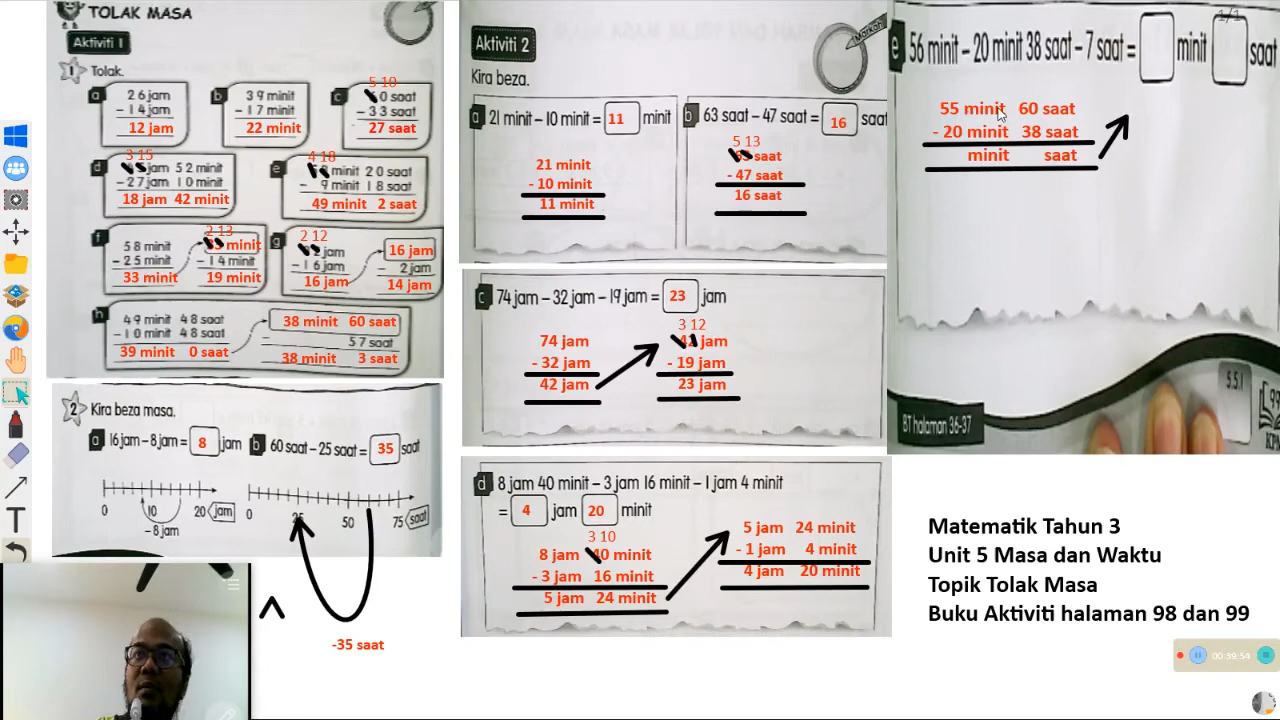 TOLAK MASA
Aktiviti 1
1 Tolak.
a
26 jam
- 14 jam
12 jam
b
39 minit
- 17 minit
22 minit
c
5 10
0 saat
- 33 saat
27 saat
d
3 15
jam 52 minit
- 27 jam 10 minit
18 jam 42 minit
e
4 18
minit 20 saat
- 9 minit 18 saat
49 minit 2 saat
f
58 minit
- 25 minit
33 minit
2 13
33 minit
- 14 minit
19 minit
g
2 12
32 jam
- 16 jam
16 jam
16 jam
- 2 jam
14 jam
h
49 minit 48 saat
- 10 minit 48 saat
39 minit 0 saat
38 minit 60 saat
- 57 saat
38 minit 3 saat
2 Kira beza masa.
a 16 jam – 8 jam = 8 jam
0 10 20 jam
– 8 jam
b 60 saat – 25 saat = 35 saat
0 25 50 75 saat
-35 saat
Aktiviti 2
Markah
Kira beza.
a 21 minit – 10 minit = 11 minit
21 minit
- 10 minit
11 minit
b 63 saat – 47 saat = 16 saat
5 13
63 saat
- 47 saat
16 saat
c 74 jam – 32 jam – 19 jam = 23 jam
74 jam
- 32 jam
42 jam
3 12
42 jam
- 19 jam
23 jam
d 8 jam 40 minit – 3 jam 16 minit – 1 jam 4 minit
= 4 jam 20 minit
3 10
8 jam 40 minit
- 3 jam 16 minit
5 jam 24 minit
5 jam 24 minit
- 1 jam 4 minit
4 jam 20 minit
1/1
e 56 minit – 20 minit 38 saat – 7 saat = minit saat
55 minit 60 saat
- 20 minit 38 saat
minit saat
5.5.1
BT halaman 36-37
99
Matematik Tahun 3
Unit 5 Masa dan Waktu
Topik Tolak Masa
Buku Aktiviti halaman 98 dan 99
00:39:54